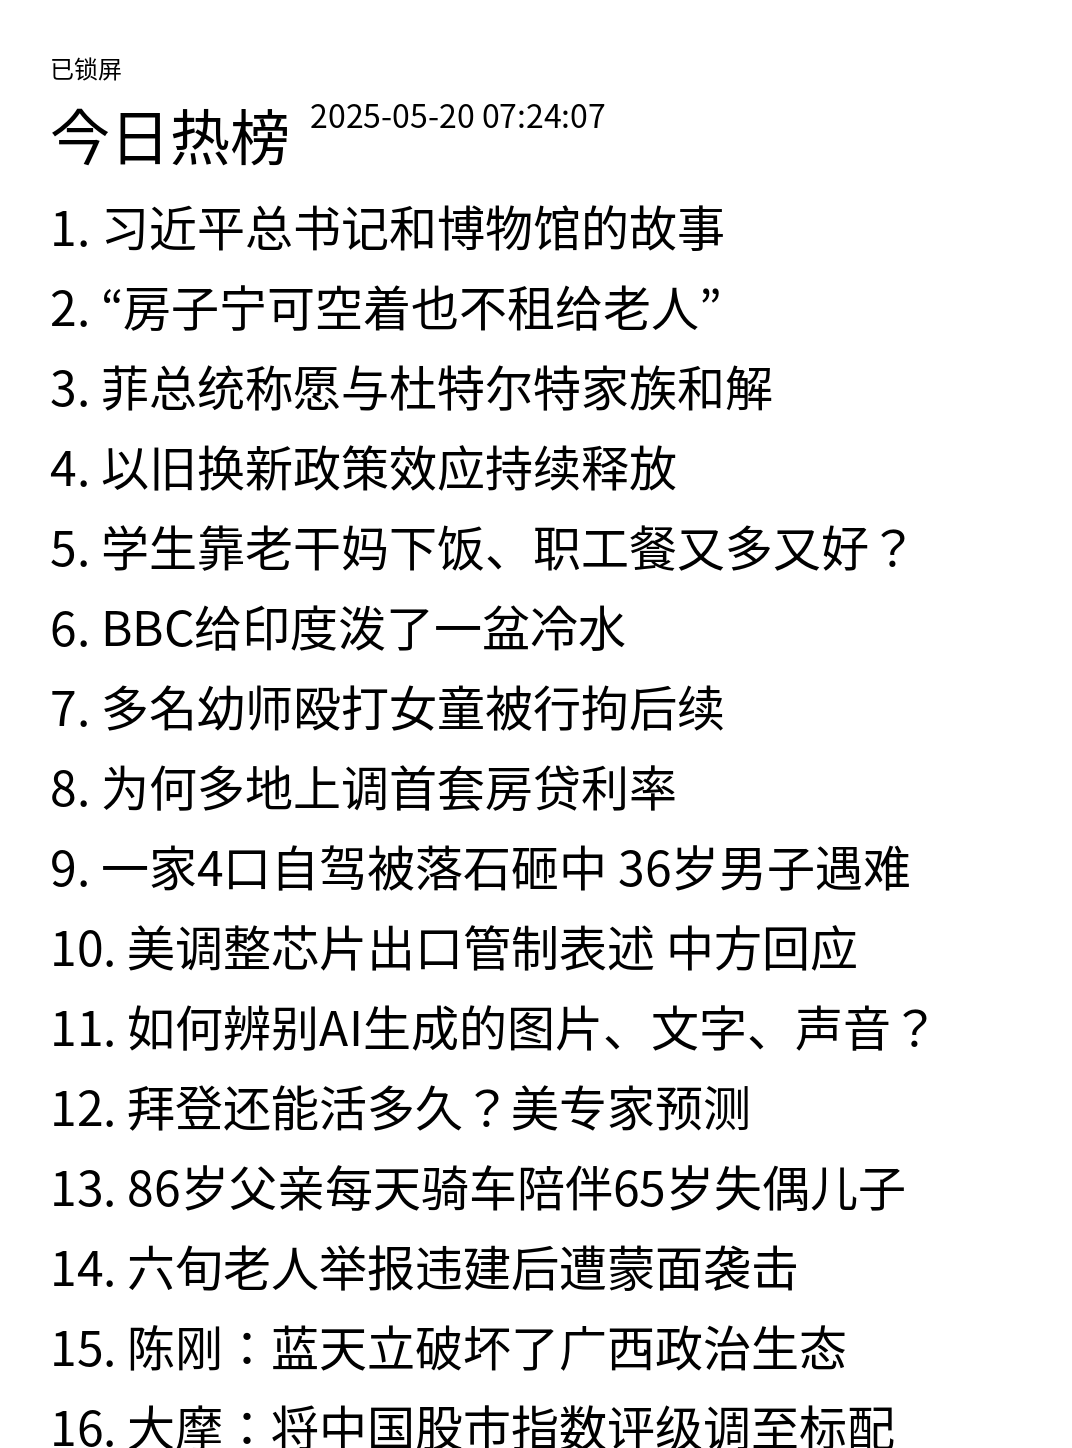 已锁屏
今日热榜 2025-05-20 07:24:07
1. 习近平总书记和博物馆的故事
2. “房子宁可空着也不租给老人”
3. 菲总统称愿与杜特尔特家族和解
4. 以旧换新政策效应持续释放
5. 学生靠老干妈下饭、职工餐又多又好？
6. BBC给印度泼了一盆冷水
7. 多名幼师殴打女童被行拘后续
8. 为何多地上调首套房贷利率
9. 一家4口自驾被落石砸中 36岁男子遇难
10. 美调整芯片出口管制表述 中方回应
11. 如何辨别AI生成的图片、文字、声音？
12. 拜登还能活多久？美专家预测
13. 86岁父亲每天骑车陪伴65岁失偶儿子
14. 六旬老人举报违建后遭蒙面袭击
15. 陈刚：蓝天立破坏了广西政治生态
16. 大摩：将中国股市指数评级调至标配